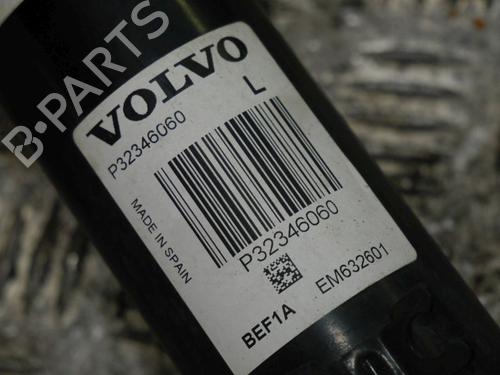 B-PARTS
VOLVO
P32346060
L
MADE IN SPAIN
P32346060
BEF1A
EM632601